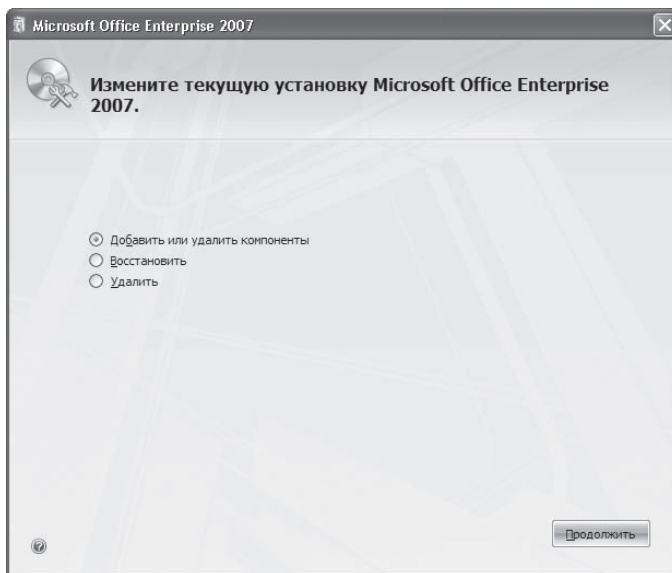 Microsoft Office Enterprise 2007
Измените текущую установку Microsoft Office Enterprise
2007.
Добавить или удалить компоненты
Восстановить
Удалить
Продолжить